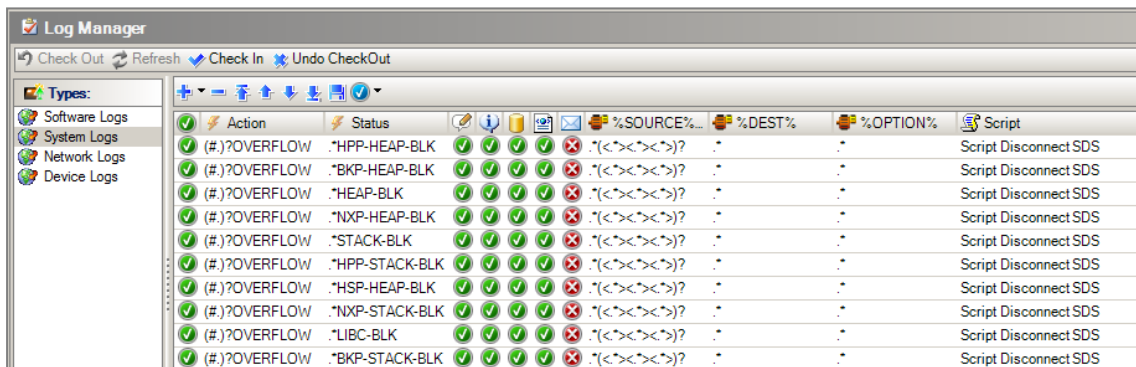 Log Manager
Check Out Refresh Check In Undo CheckOut
Types:
Software Logs
System Logs
Network Logs
Device Logs
Action Status %SOURCE%... %DEST% %OPTION% Script
(#.)?OVERFLOW .*HPP-HEAP-BLK .*(<.*><.*><.*>)? .* .* Script Disconnect SDS
(#.)?OVERFLOW .*BKP-HEAP-BLK .*(<.*><.*><.*>)? .* .* Script Disconnect SDS
(#.)?OVERFLOW .*HEAP-BLK .*(<.*><.*><.*>)? .* .* Script Disconnect SDS
(#.)?OVERFLOW .*NXP-HEAP-BLK .*(<.*><.*><.*>)? .* .* Script Disconnect SDS
(#.)?OVERFLOW .*STACK-BLK .*(<.*><.*><.*>)? .* .* Script Disconnect SDS
(#.)?OVERFLOW .*HPP-STACK-BLK .*(<.*><.*><.*>)? .* .* Script Disconnect SDS
(#.)?OVERFLOW .*HSP-HEAP-BLK .*(<.*><.*><.*>)? .* .* Script Disconnect SDS
(#.)?OVERFLOW .*NXP-STACK-BLK .*(<.*><.*><.*>)? .* .* Script Disconnect SDS
(#.)?OVERFLOW .*LIBC-BLK .*(<.*><.*><.*>)? .* .* Script Disconnect SDS
(#.)?OVERFLOW .*BKP-STACK-BLK .*(<.*><.*><.*>)? .* .* Script Disconnect SDS